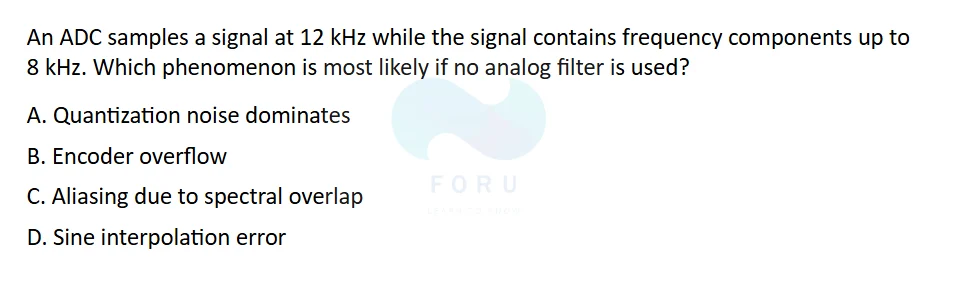 An ADC samples a signal at 12 kHz while the signal contains frequency components up to
8 kHz. Which phenomenon is most likely if no analog filter is used?
A. Quantization noise dominates
B. Encoder overflow
C. Aliasing due to spectral overlap
FORU
D. Sine interpolation error